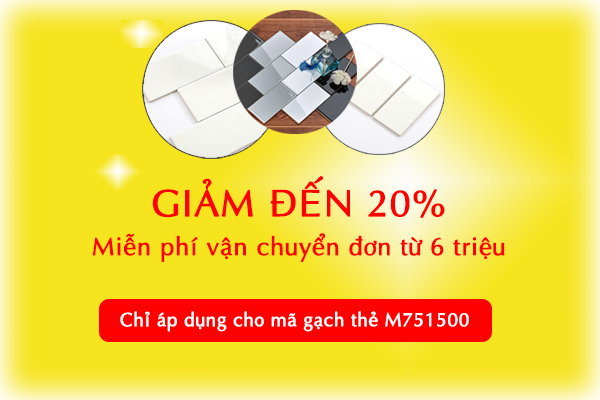 GIẢM ĐẾN 20%
Miễn phí vận chuyển đơn từ 6 triệu
Chỉ áp dụng cho mã gạch thẻ M751500